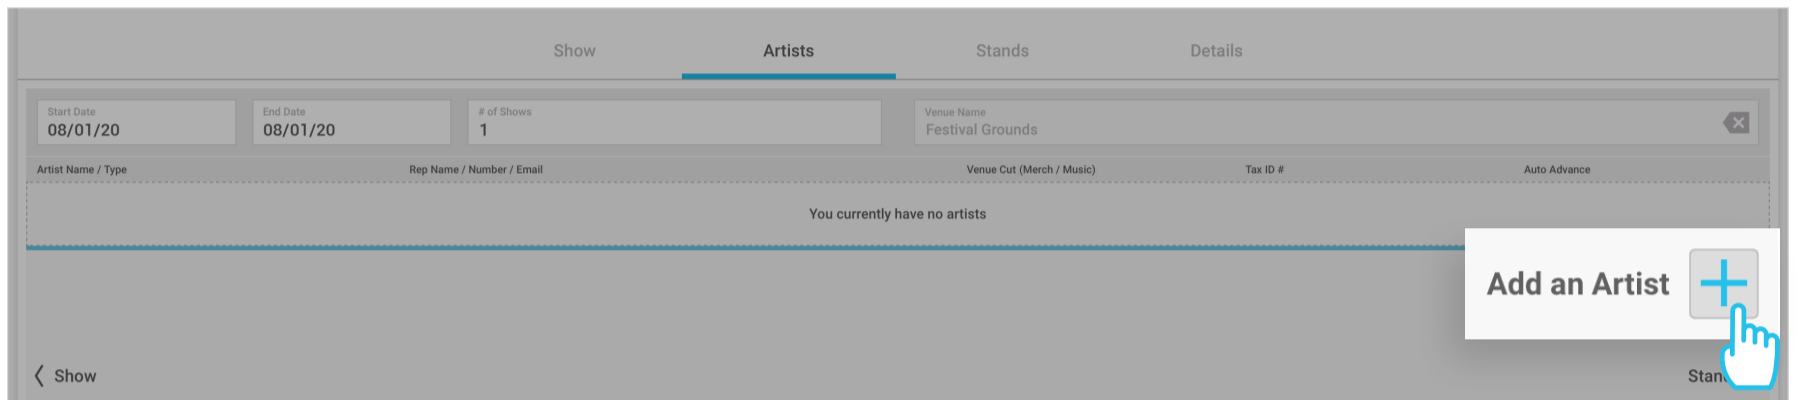 Show Artists Stands Details
Start Date End Date # of Shows Venue Name
08/01/20 08/01/20 1 Festival Grounds
Artist Name / Type Rep Name / Number / Email Venue Cut (Merch / Music) Tax ID # Auto Advance
You currently have no artists
Add an Artist
Show